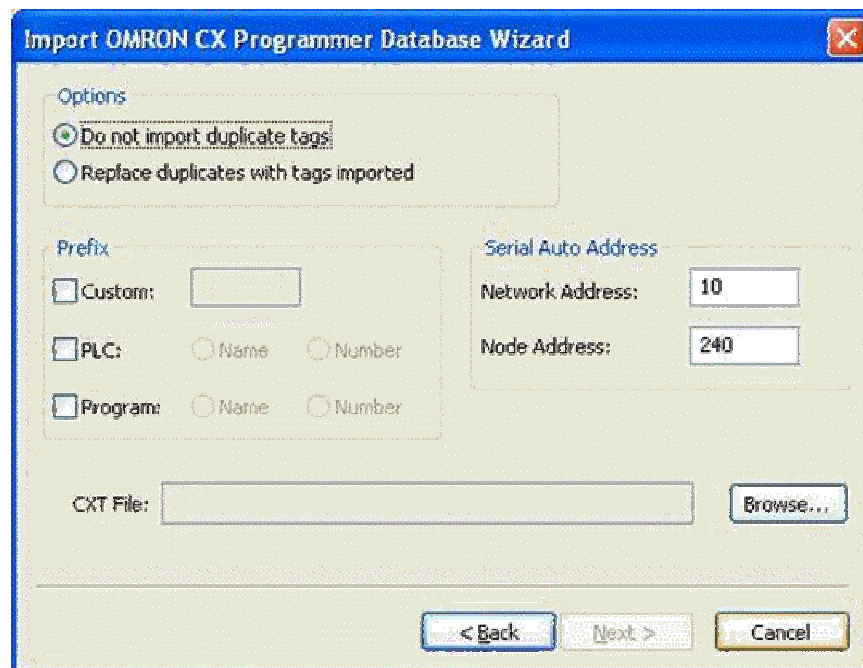 Import OMRON CX Programmer Database Wizard
Options
Do not import duplicate tags
Replace duplicates with tags imported
Prefix
Custom:
PLC: Name Number
Program: Name Number
Serial Auto Address
Network Address: 10
Node Address: 240
CXT File: Browse...
< Back Next > Cancel